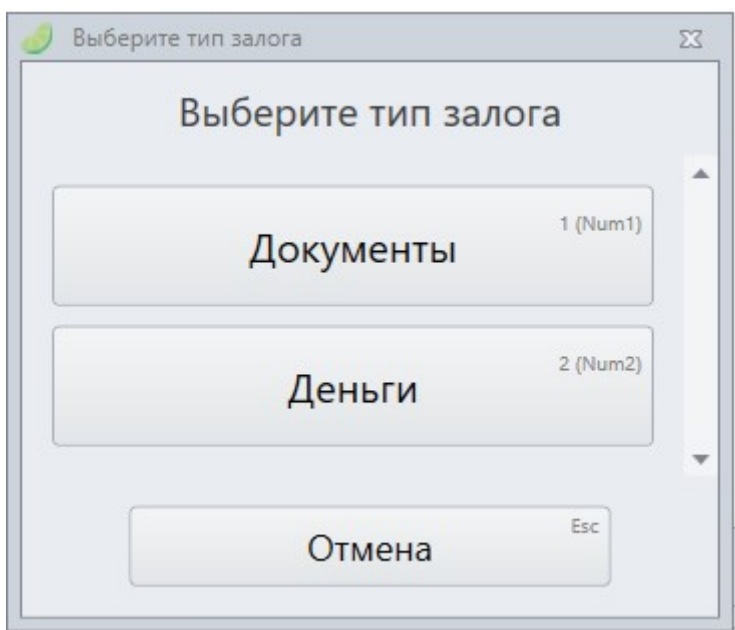 Выберите тип залога
Выберите тип залога
1 (Num1)
Документы
2 (Num2)
Деньги
Esc
Отмена